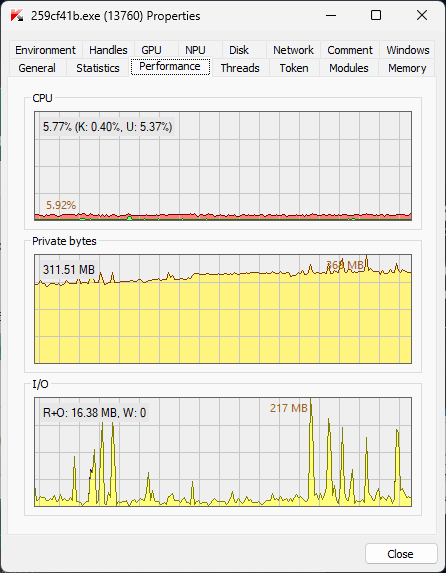 259cf41b.exe (13760) Properties
Environment Handles GPU NPU Disk Network Comment Windows
General Statistics Performance Threads Token Modules Memory
CPU
5.77% (K: 0.40%, U: 5.37%)
5.92%
Private bytes
311.51 MB
I/O
R+O: 16.38 MB, W: 0
217 MB
Close